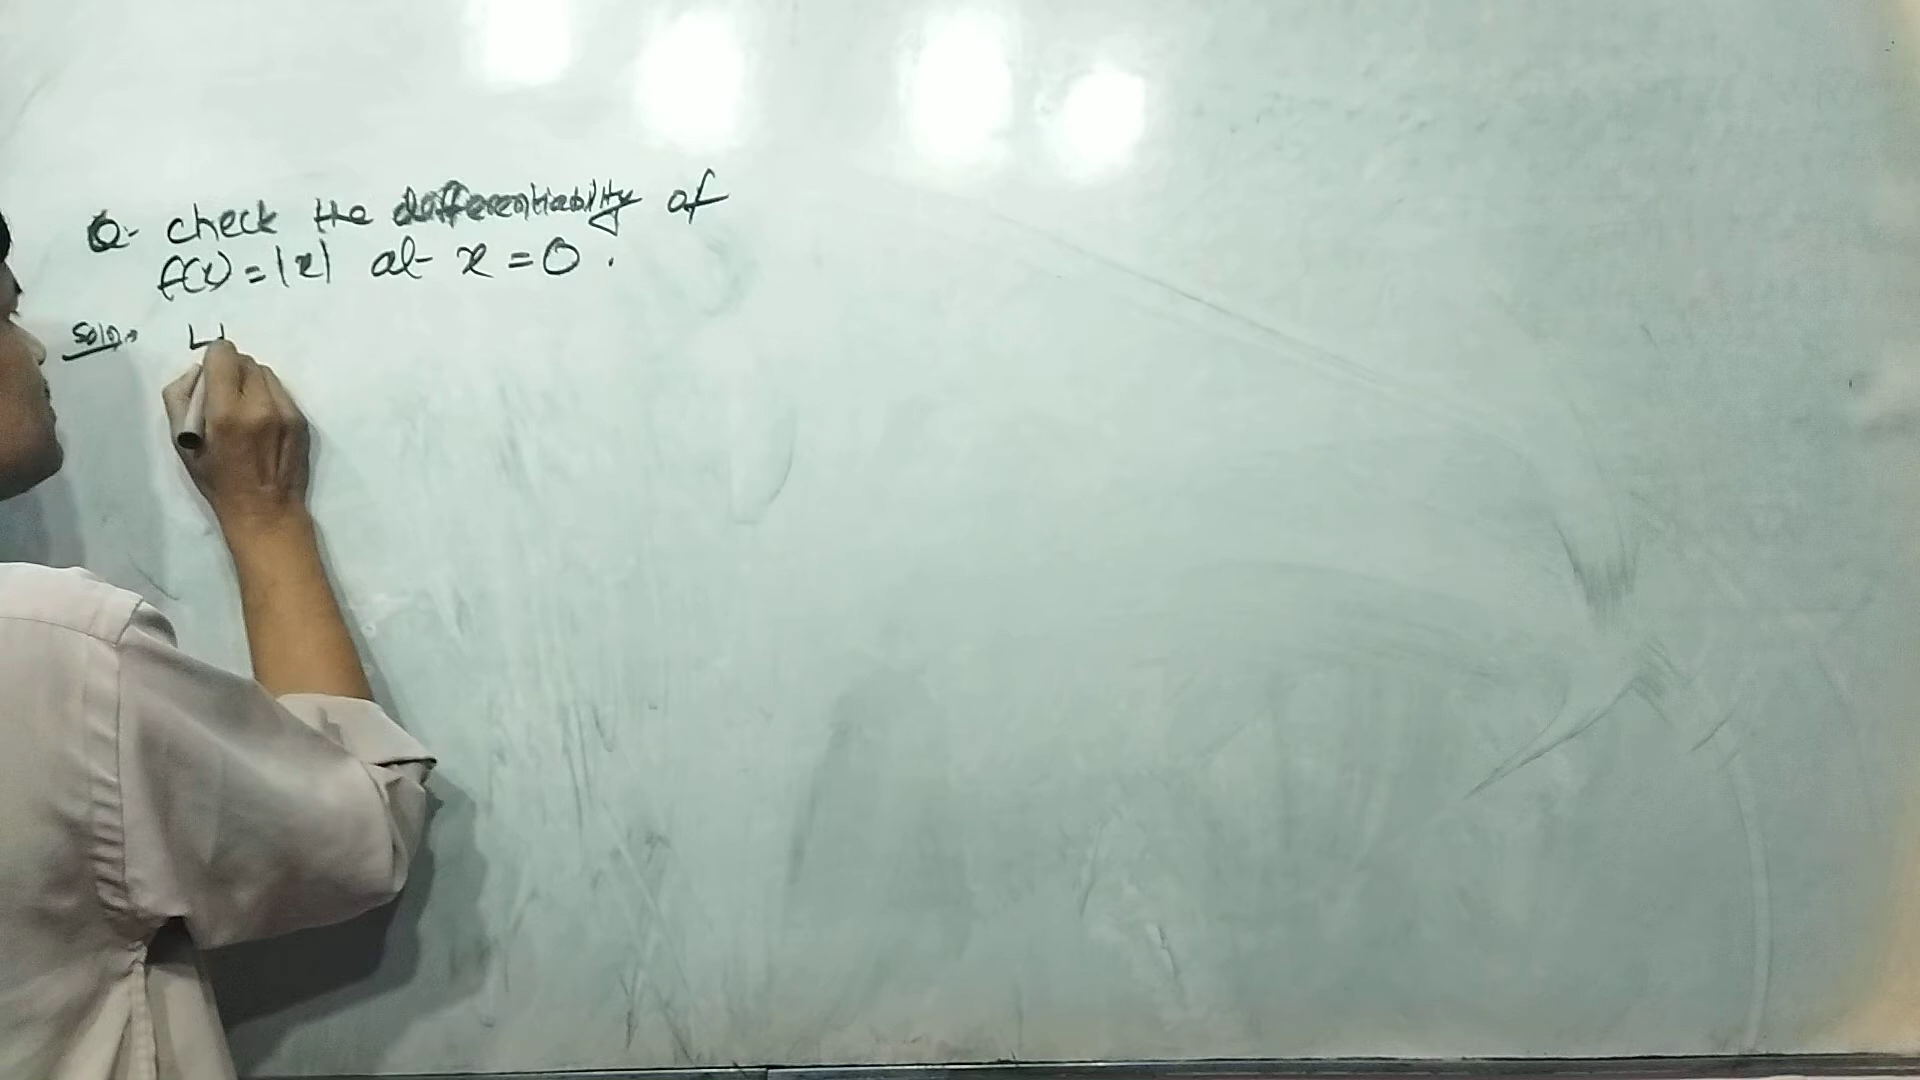 Q- check the differentiability of
f(x) = |x| at x = 0 .
Soln→